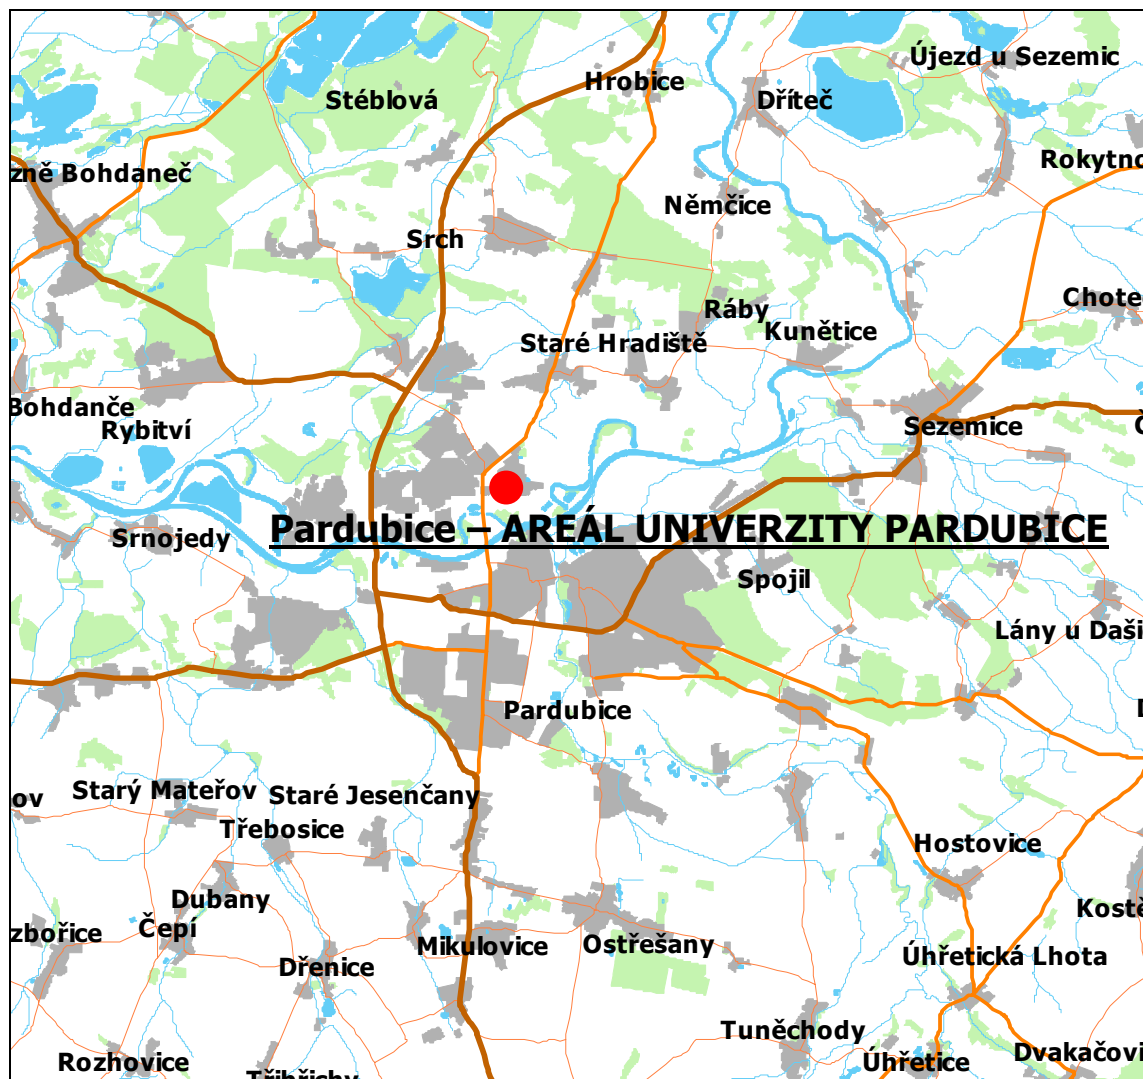 Újezd u Sezemic
Hrobice
Stéblová
Dříteč
Rokytno
zně Bohdaneč
Němčice
Srch
Chote
Ráby
Kunětice
Staré Hradiště
Bohdanče
Rybitví
Sezemice
Č
Pardubice – AREÁL UNIVERZITY PARDUBICE
Srnojedy
Spojil
Lány u Daši
Pardubice
D
ov
Starý Mateřov
Staré Jesenčany
Třebosice
Hostovice
Dubany
Kostě
Čepí
zbořice
Mikulovice
Ostřešany
Úhřetická Lhota
Dřenice
Tuněchody
Rozhovice
Úhřetice
Dvakačovi
Třibřichy